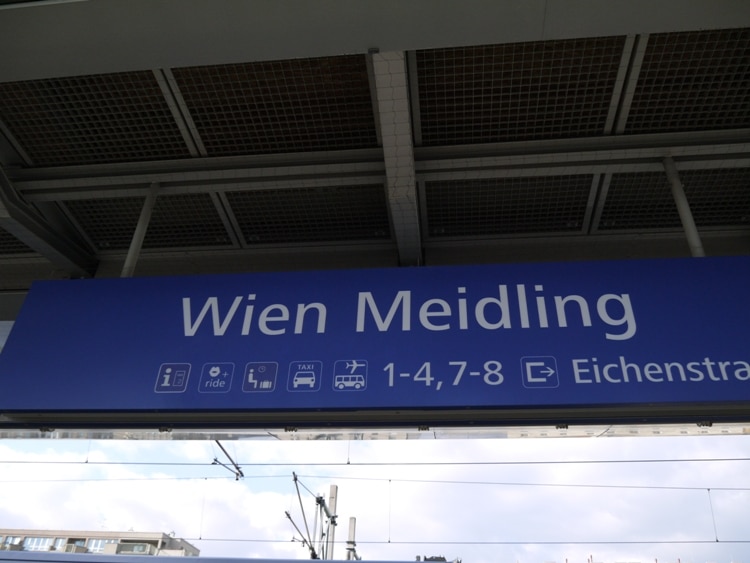 Wien Meidling
i + ride TAXI 1-4,7-8 Eichenstra